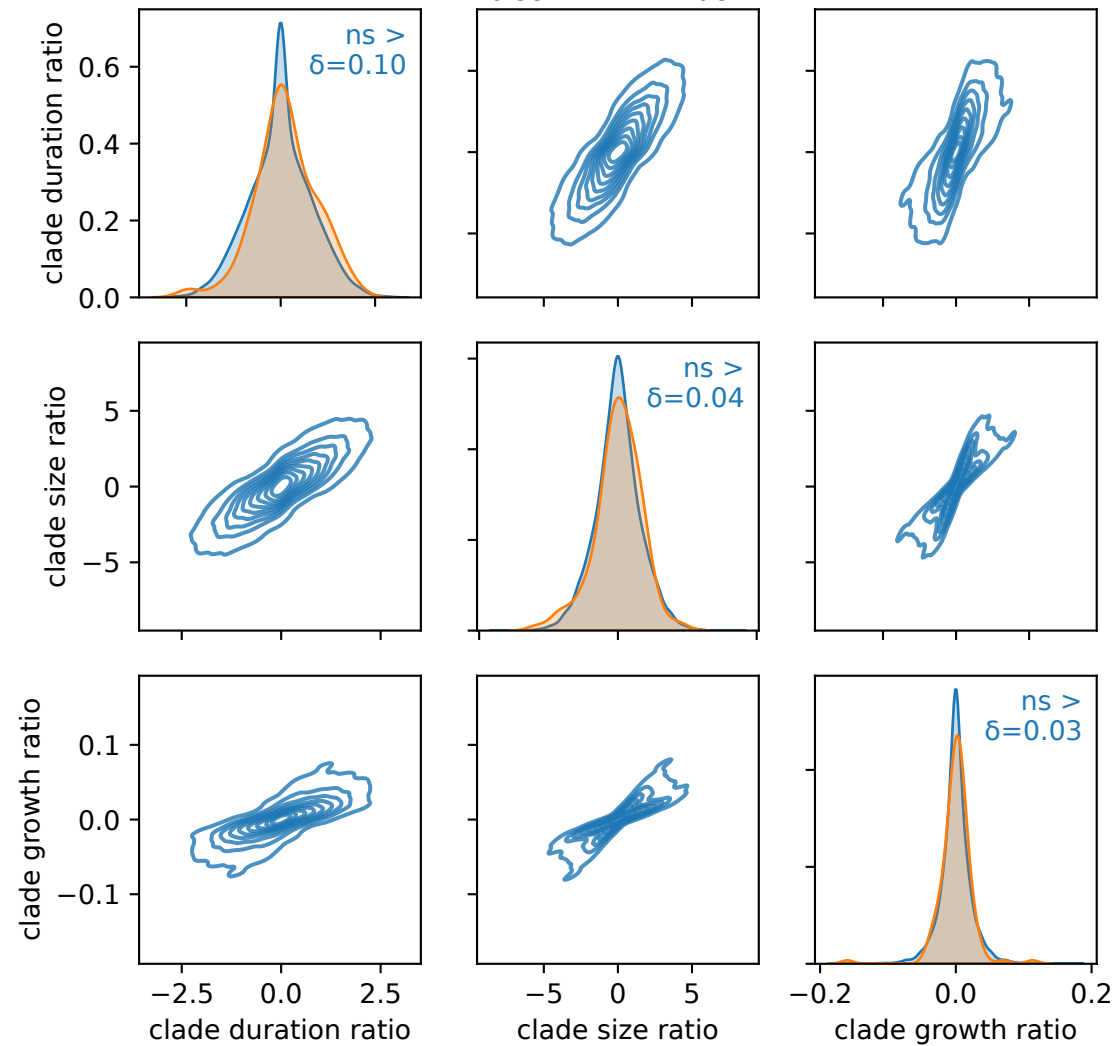 clade duration ratio
0.6
0.4
0.2
0.0
ns >
δ=0.10
clade size ratio
5
0
−5
ns >
δ=0.04
clade growth ratio
0.1
0.0
−0.1
ns >
δ=0.03
−2.5 0.0 2.5
−5 0 5
−0.2 0.0 0.2
clade duration ratio
clade size ratio
clade growth ratio